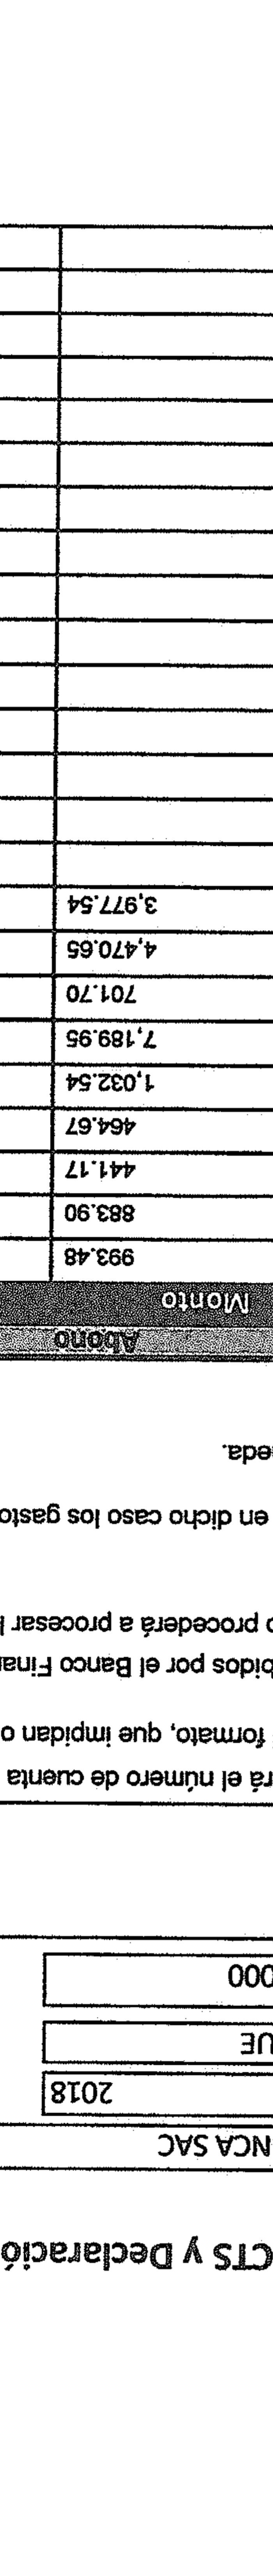 CTS y Declaració
NCA SAC
2018
UE
000
rá el número de cuenta
formato, que impidan o
bidos por el Banco Finan
o procederá a procesar l
en dicho caso los gasto
eda.
Abono
Monto
993.48
883.90
441.17
464.67
1,032.54
7,189.95
701.70
4,470.65
3,977.54